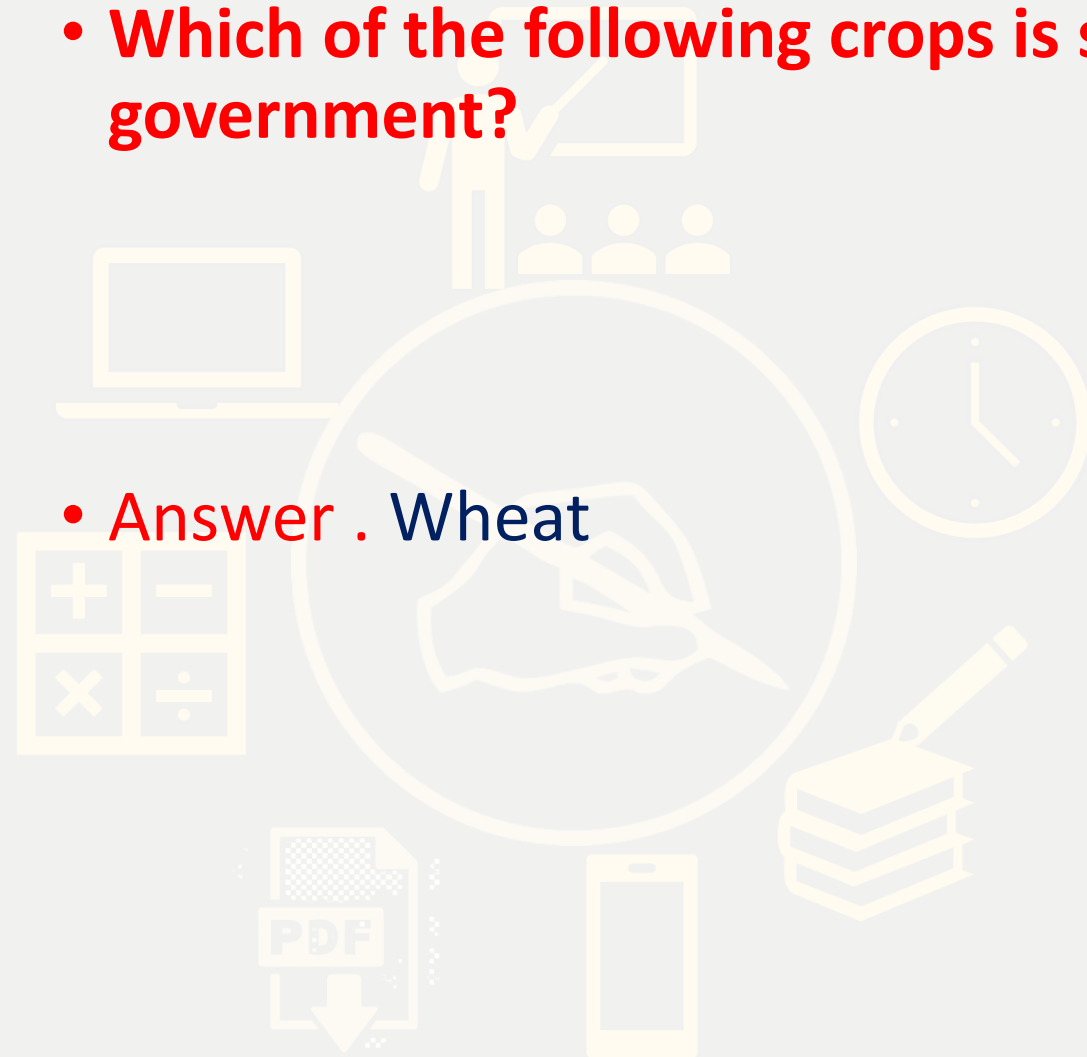 • Which of the following crops is
government?
• Answer . Wheat
PDF